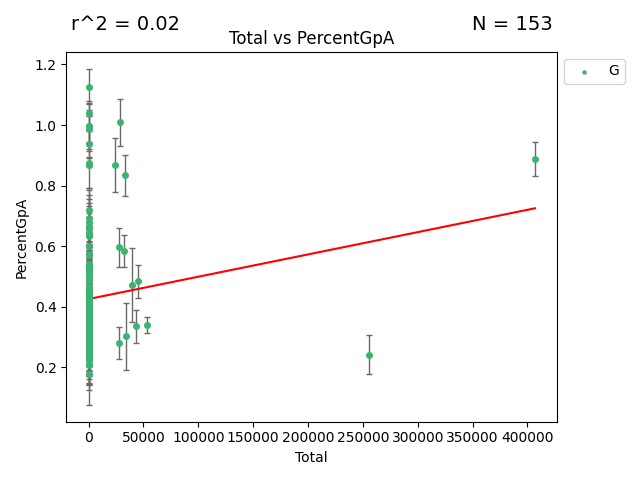 r^2 = 0.02
N = 153
Total vs PercentGpA
G
1.2
1.0
0.8
0.6
0.4
0.2
PercentGpA
0 50000 100000 150000 200000 250000 300000 350000 400000
Total